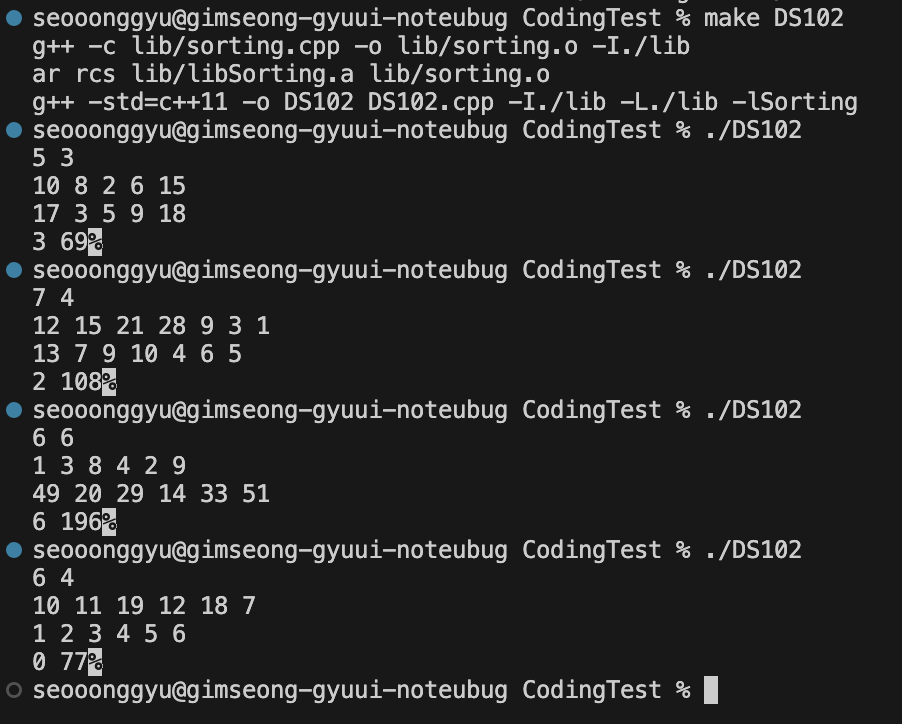 seooonggyu@gimseong-gyuui-noteubug CodingTest % make DS102
g++ -c lib/sorting.cpp -o lib/sorting.o -I./lib
ar rcs lib/libSorting.a lib/sorting.o
g++ -std=c++11 -o DS102 DS102.cpp -I./lib -L./lib -lSorting
seooonggyu@gimseong-gyuui-noteubug CodingTest % ./DS102
5 3
10 8 2 6 15
17 3 5 9 18
3 69%
seooonggyu@gimseong-gyuui-noteubug CodingTest % ./DS102
7 4
12 15 21 28 9 3 1
13 7 9 10 4 6 5
2 108%
seooonggyu@gimseong-gyuui-noteubug CodingTest % ./DS102
6 6
1 3 8 4 2 9
49 20 29 14 33 51
6 196%
seooonggyu@gimseong-gyuui-noteubug CodingTest % ./DS102
6 4
10 11 19 12 18 7
1 2 3 4 5 6
0 77%
seooonggyu@gimseong-gyuui-noteubug CodingTest %